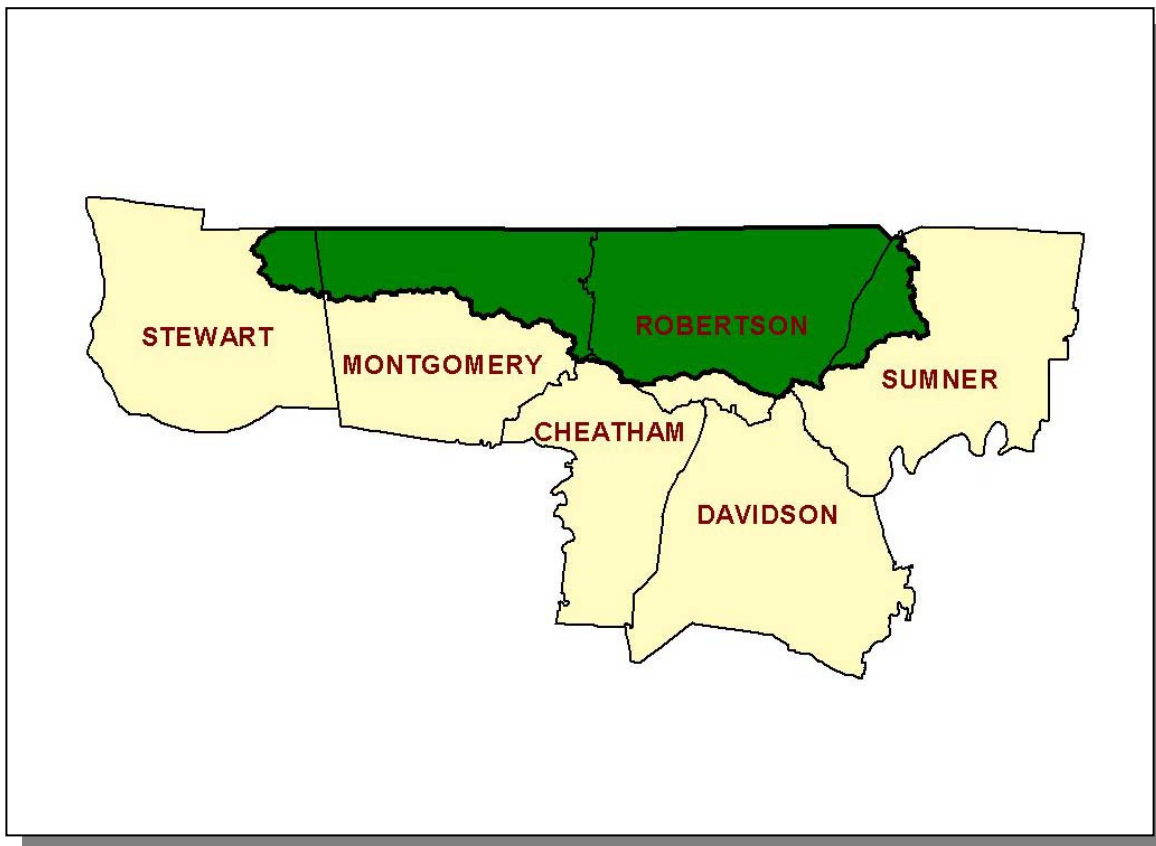 ROBERTSON
STEWART
MONTGOMERY
SUMNER
CHEATHAM
DAVIDSON